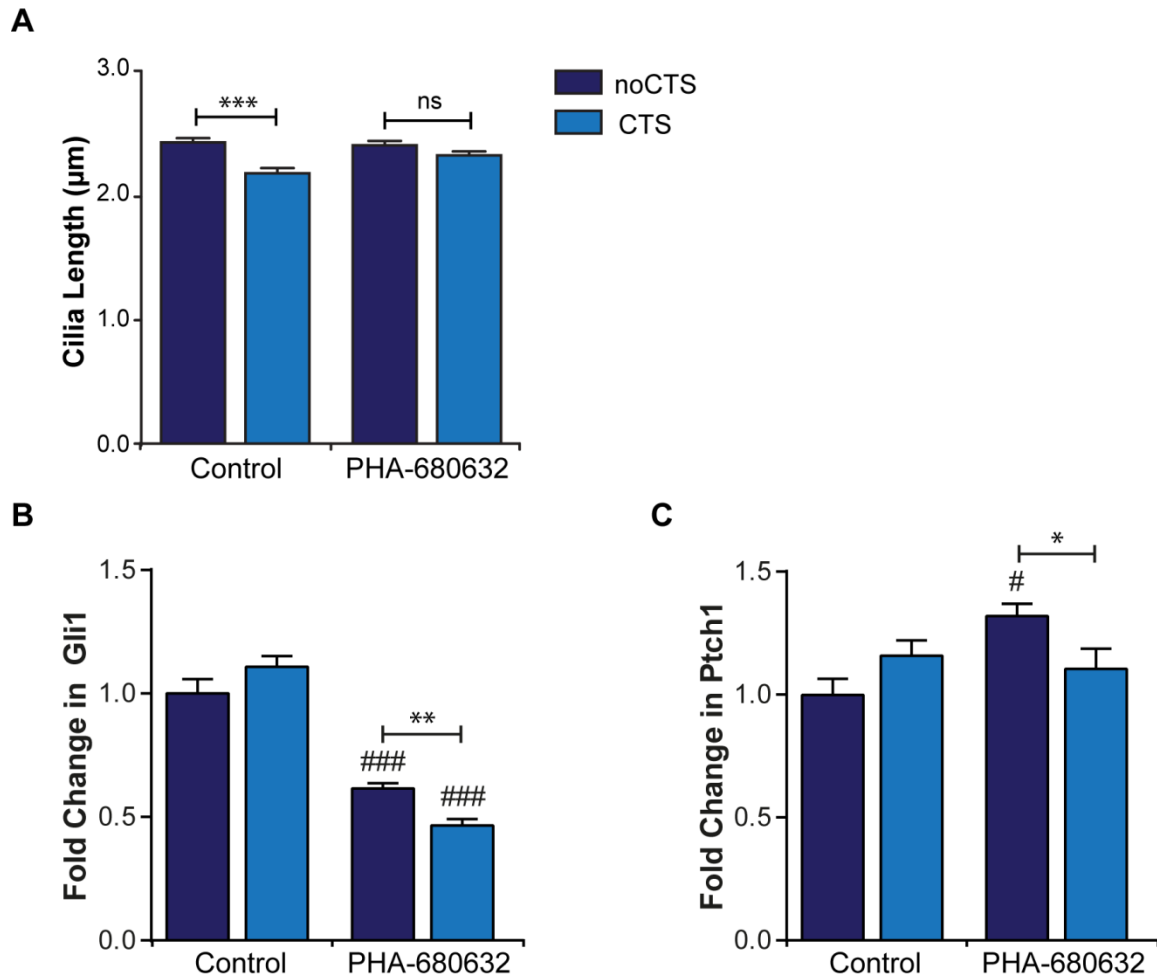 A
Cilia Length (µm)
3.0
2.0
1.0
0.0
***
ns
Control
PHA-680632
noCTS
CTS
B
Fold Change in Gli1
1.5
1.0
0.5
0.0
###
**
###
Control
PHA-680632
C
Fold Change in Ptch1
1.5
1.0
0.5
0.0
#
*
Control
PHA-680632